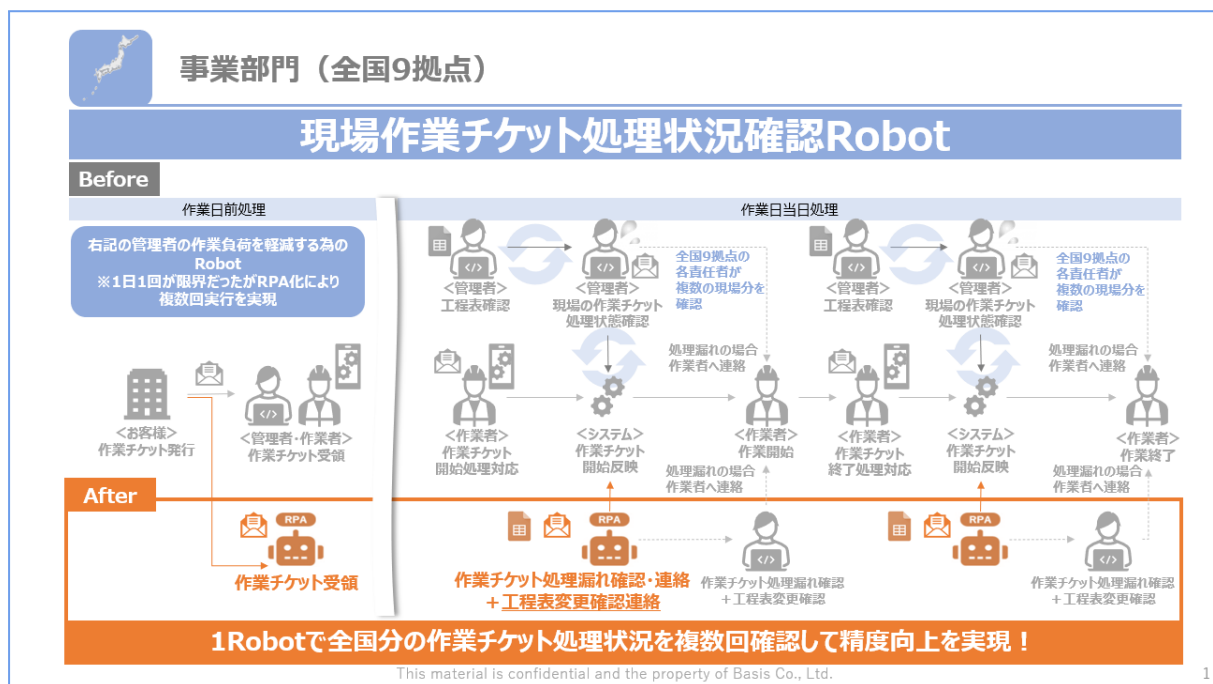 事業部門（全国9拠点）
現場作業チケット処理状況確認Robot
Before
作業日前処理
作業日当日処理
右記の管理者の作業負荷を軽減する為の
Robot
※1日1回が限界だったがRPA化により
複数回実行を実現
＜管理者＞
工程表確認
＜管理者＞
現場の作業チケット
処理状態確認
全国9拠点の
各責任者が
複数の現場分を
確認
＜管理者＞
工程表確認
＜管理者＞
現場の作業チケット
処理状態確認
全国9拠点の
各責任者が
複数の現場分を
確認
処理漏れの場合
作業者へ連絡
処理漏れの場合
作業者へ連絡
＜お客様＞
作業チケット発行
＜管理者・作業者＞
作業チケット受領
＜作業者＞
作業チケット
開始処理対応
＜システム＞
作業チケット
開始反映
＜作業者＞
作業開始
＜作業者＞
作業チケット
終了処理対応
＜システム＞
作業チケット
開始反映
＜作業者＞
作業終了
処理漏れの場合
作業者へ連絡
処理漏れの場合
作業者へ連絡
After
RPA
作業チケット受領
RPA
作業チケット処理漏れ確認・連絡
＋工程表変更確認連絡
作業チケット処理漏れ確認
＋工程表変更確認
RPA
作業チケット処理漏れ確認
＋工程表変更確認
1Robotで全国分の作業チケット処理状況を複数回確認して精度向上を実現！
This material is confidential and the property of Basis Co., Ltd.
1